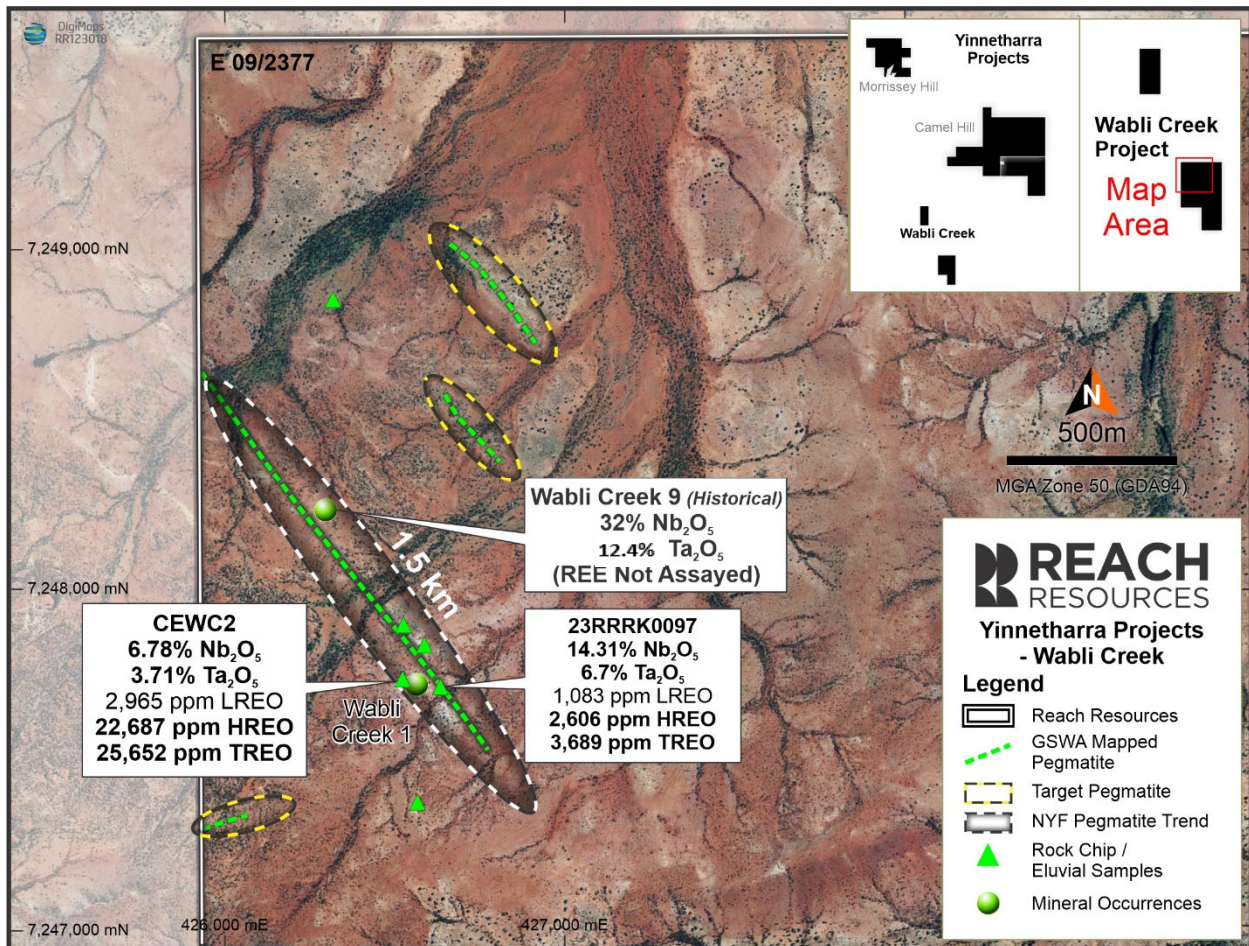 DigiMaps
RR123018
E 09/2377
Yinnetharra
Projects
Morrissey Hill
Camel Hill
Wabli Creek
Wabli Creek
Project
Map
Area
7,249,000 mN
N
500m
MGA Zone 50 (GDA94)
Wabli Creek 9 (Historical)
32% Nb₂O₅
12.4% Ta₂O₅
(REE Not Assayed)
1.5 km
7,248,000 mN
CEWC2
6.78% Nb₂O₅
3.71% Ta₂O₅
2,965 ppm LREO
22,687 ppm HREO
25,652 ppm TREO
Wabli
Creek 1
23RRRK0097
14.31% Nb₂O₅
6.7% Ta₂O₅
1,083 ppm LREO
2,606 ppm HREO
3,689 ppm TREO
REACH
RESOURCES
Yinnetharra Projects
- Wabli Creek
Legend
Reach Resources
GSWA Mapped
Pegmatite
Target Pegmatite
NYF Pegmatite Trend
Rock Chip /
Eluvial Samples
Mineral Occurrences
7,247,000 mN
426,000 mE
427,000 mE